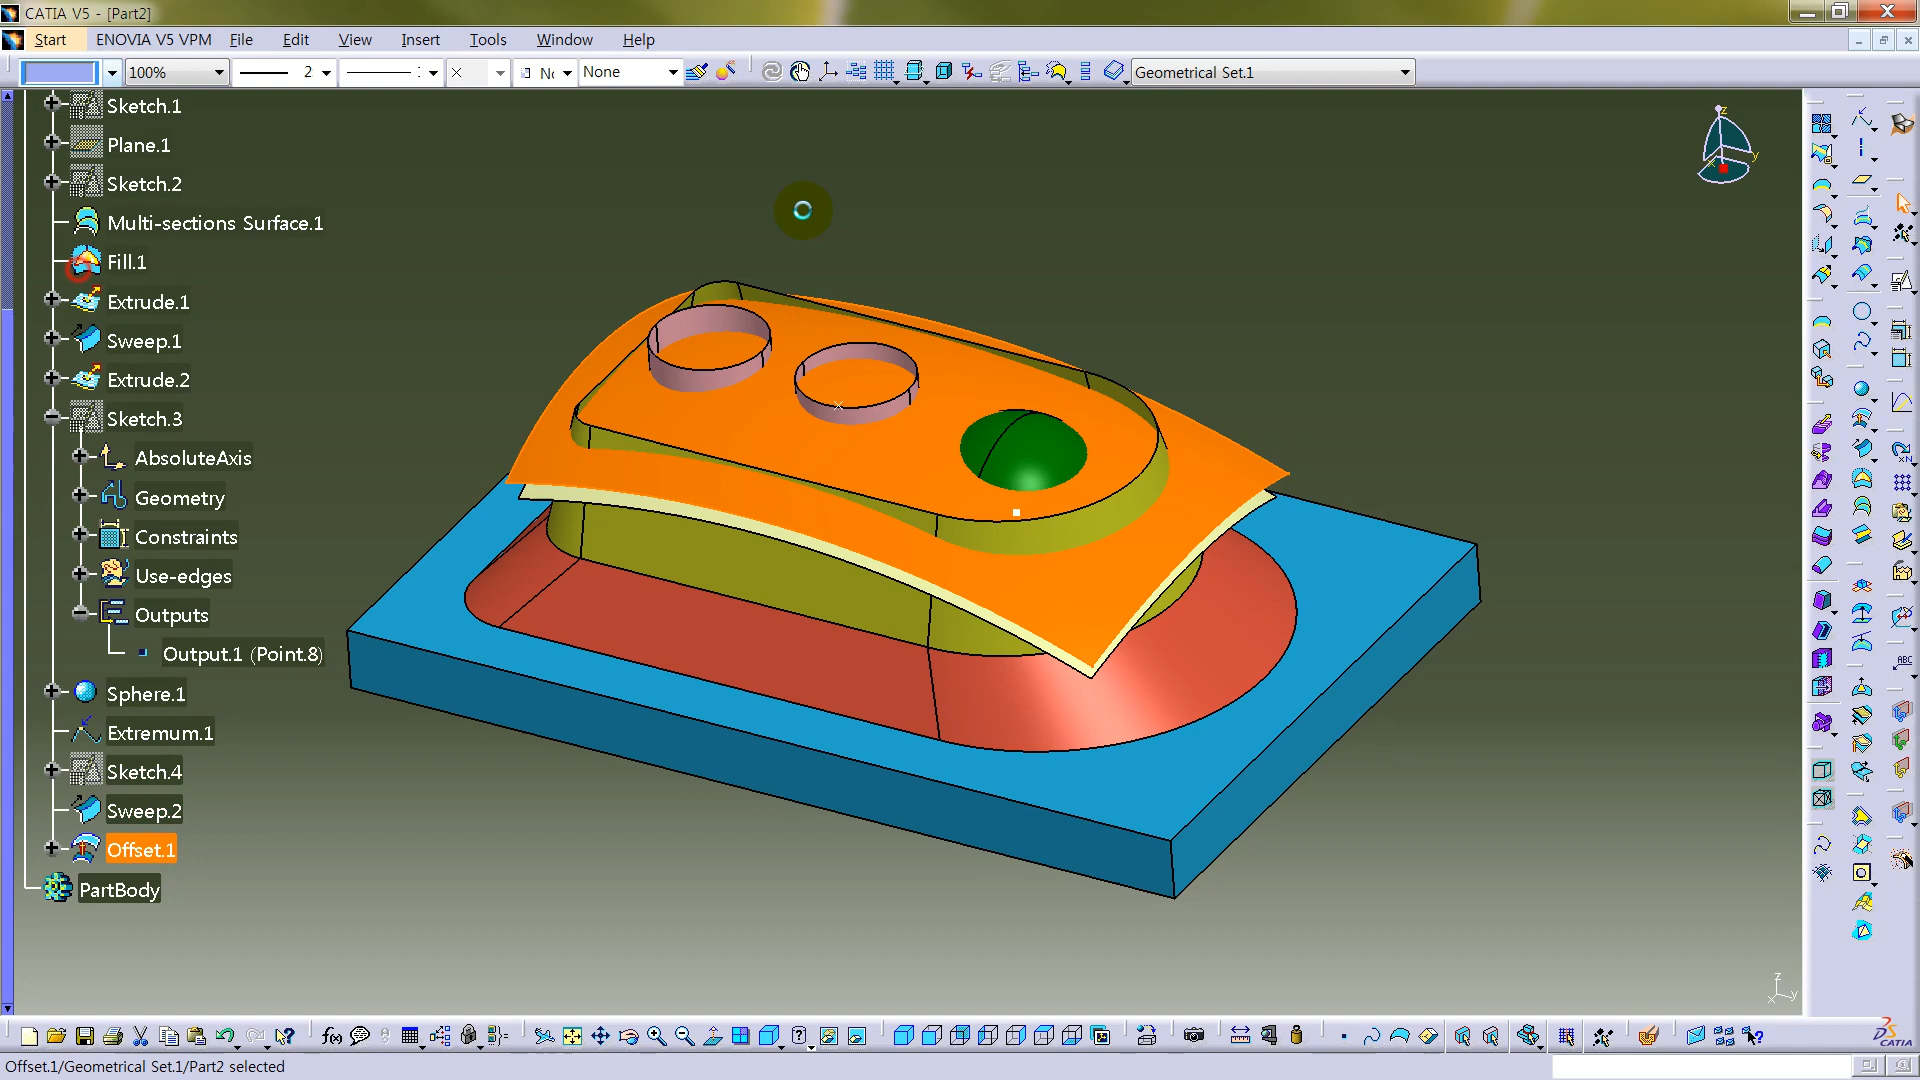 CATIA V5 - [Part2]
Start ENOVIA V5 VPM File Edit View Insert Tools Window Help
100% 2 None Geometrical Set.1
Sketch.1
Plane.1
Sketch.2
Multi-sections Surface.1
Fill.1
Extrude.1
Sweep.1
Extrude.2
Sketch.3
AbsoluteAxis
Geometry
Constraints
Use-edges
Outputs
Output.1 (Point.8)
Sphere.1
Extremum.1
Sketch.4
Sweep.2
Offset.1
PartBody
z
y
z
x y
ABC
f(x)
CATIA
Offset.1/Geometrical Set.1/Part2 selected